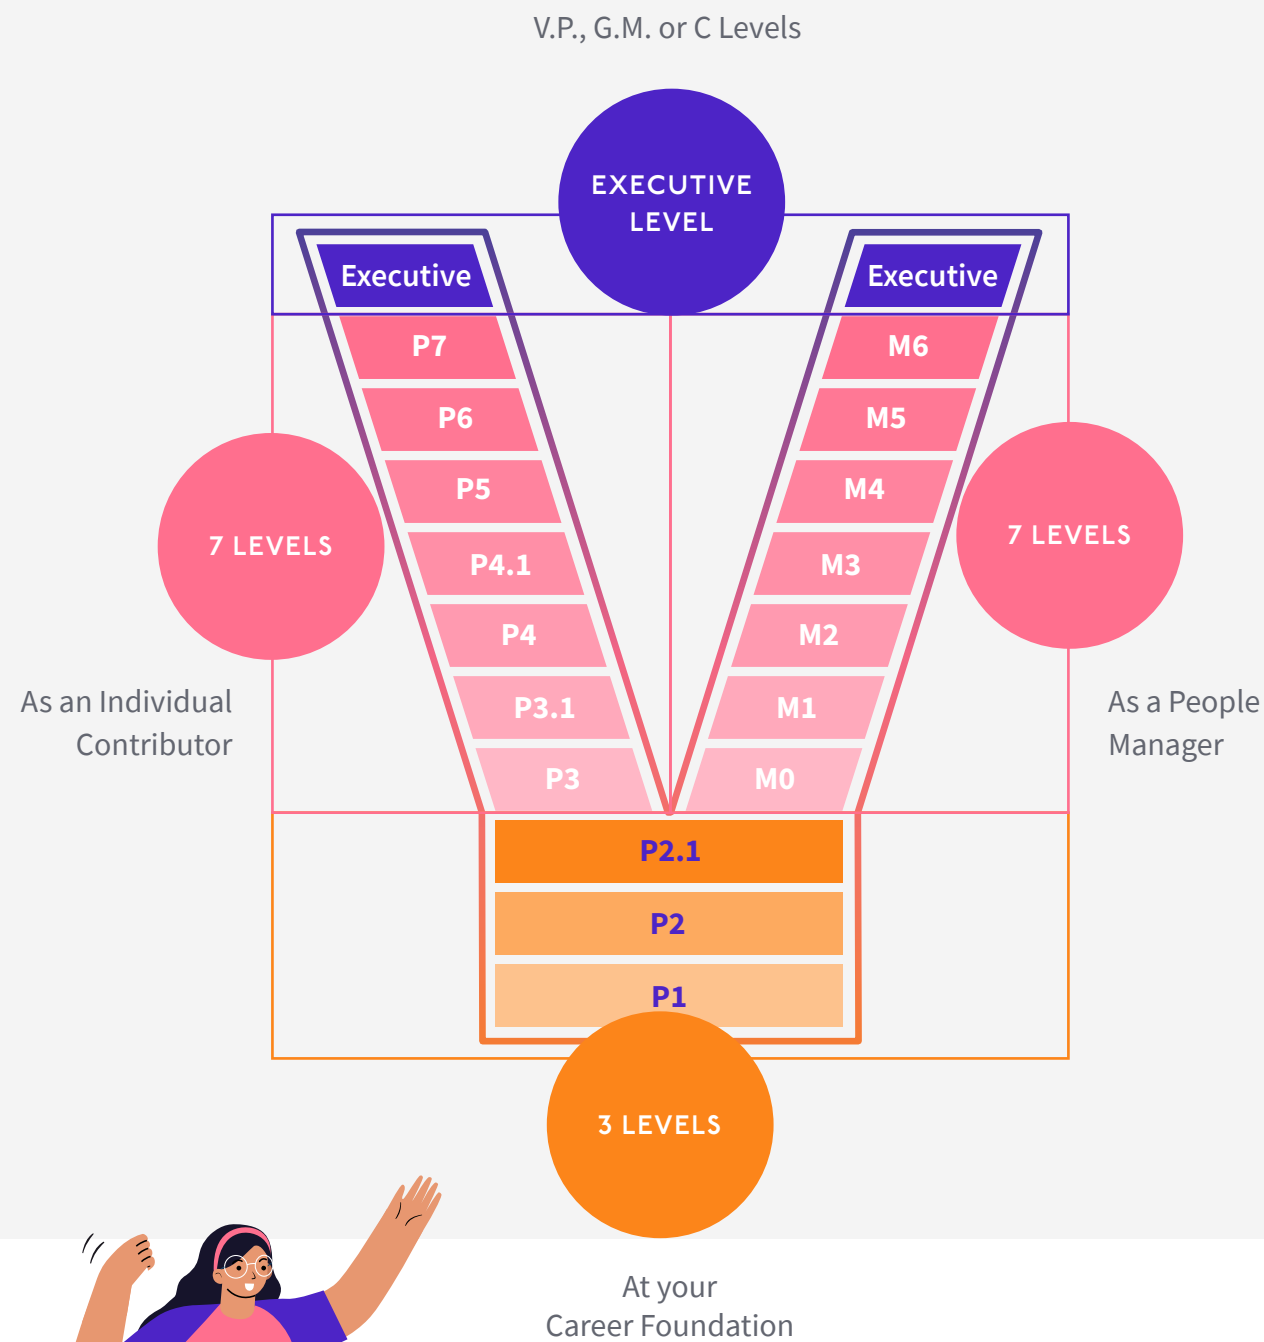 V.P., G.M. or C Levels
EXECUTIVE
LEVEL
Executive
Executive
P7
M6
P6
M5
P5
M4
7 LEVELS
7 LEVELS
P4.1
M3
P4
M2
As an Individual
Contributor
As a People
Manager
P3.1
M1
P3
M0
P2.1
P2
P1
3 LEVELS
At your
Career Foundation